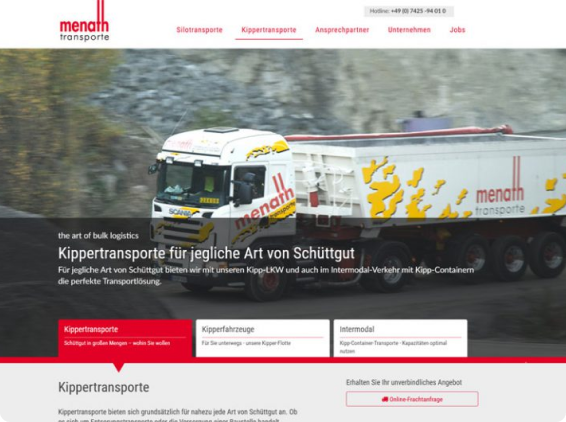 menath
transporte
Hotline: +49 (0) 7425 - 94 01 0
Silotransporte Kippertransporte Ansprechpartner Unternehmen Jobs
SCANIA
menath
menath
transporte
the art of bulk logistics
Kippertransporte für jegliche Art von Schüttgut
Für jegliche Art von Schüttgut bieten wir mit unseren Kipp-LKW und auch im Intermodal-Verkehr mit Kipp-Containern
die perfekte Transportlösung.
Kippertransporte
Schüttgut in großen Mengen – wohin Sie wollen
Kipperfahrzeuge
Für Sie unterwegs - unsere Kipper-Flotte
Intermodal
Kipp-Container-Transporte - Kapazitäten optimal
nutzen
Kippertransporte
Erhalten Sie Ihr unverbindliches Angebot
Online-Frachtanfrage
Kippertransporte bieten sich grundsätzlich für nahezu jede Art von Schüttgut an. Ob